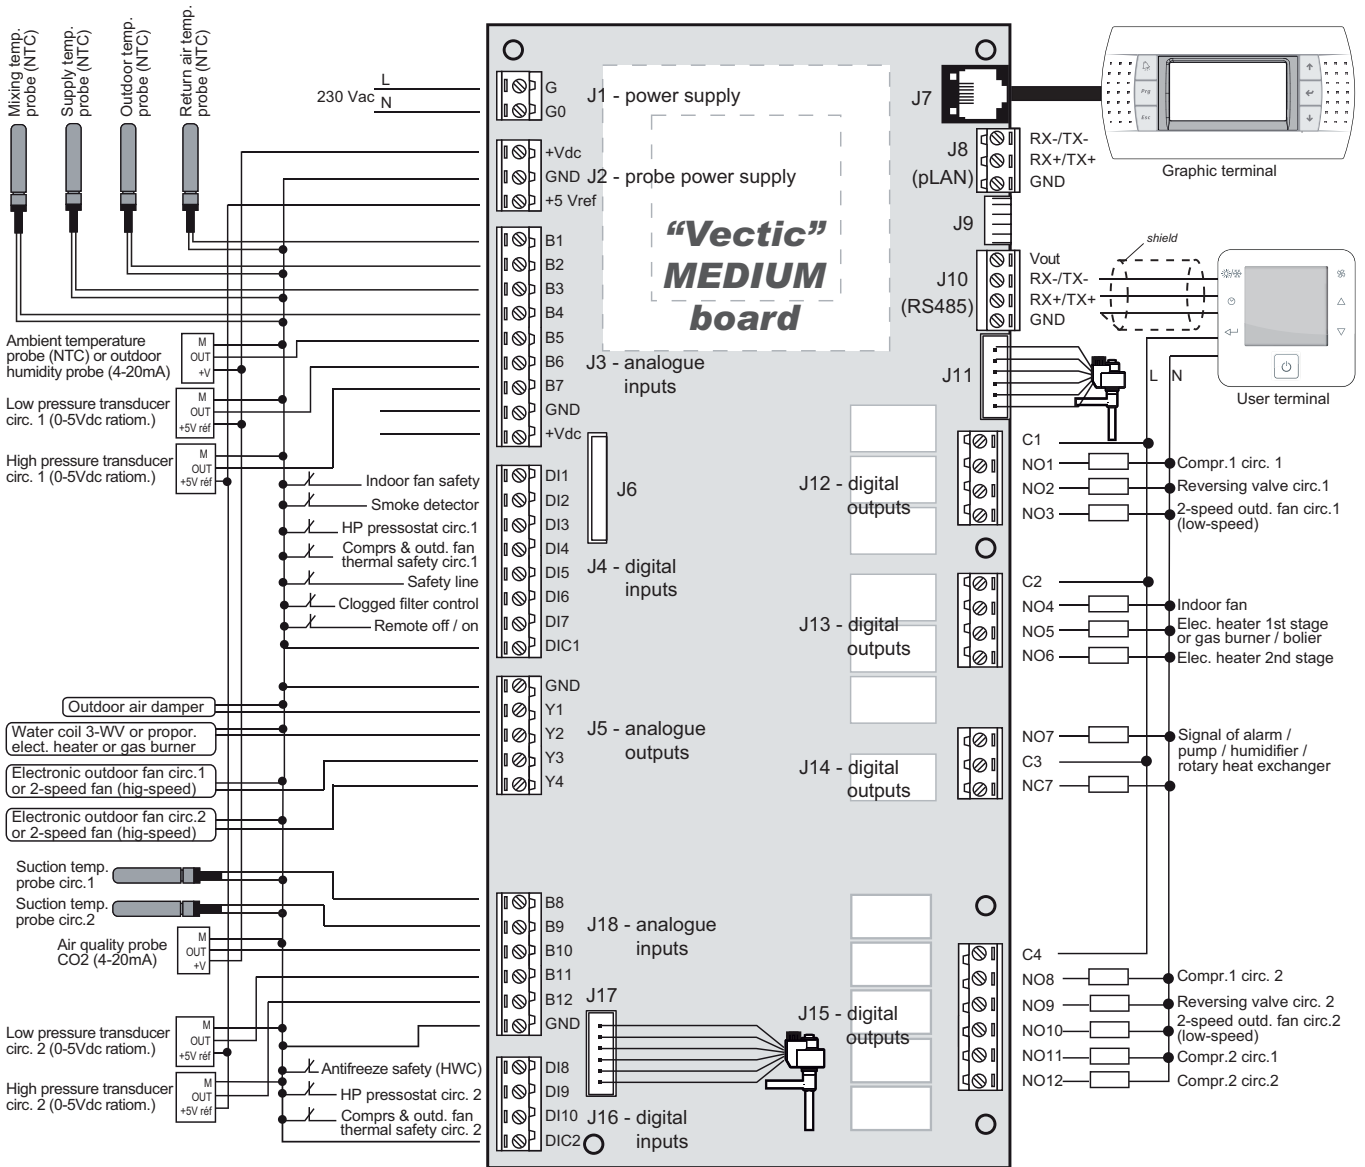 Mixing temp.
probe (NTC)
Supply temp.
probe (NTC)
Outdoor temp.
probe (NTC)
Return air temp.
probe (NTC)
L
230 Vac
N
G
G0
J1 - power supply
+Vdc
GND
+5 Vref
J2 - probe power supply
“Vectic”
MEDIUM
board
B1
B2
B3
B4
B5
B6
B7
GND
+Vdc
J3 - analogue
inputs
Ambient temperature
probe (NTC) or outdoor
humidity probe (4-20mA)
M
OUT
+V
Low pressure transducer
circ. 1 (0-5Vdc ratiom.)
M
OUT
+5V réf
High pressure transducer
circ. 1 (0-5Vdc ratiom.)
M
OUT
+5V réf
Indoor fan safety
Smoke detector
HP pressostat circ.1
Comprs & outd. fan
thermal safety circ.1
Safety line
Clogged filter control
Remote off / on
DI1
DI2
DI3
DI4
DI5
DI6
DI7
DIC1
J6
J4 - digital
inputs
Outdoor air damper
Water coil 3-WV or propor.
elect. heater or gas burner
Electronic outdoor fan circ.1
or 2-speed fan (hig-speed)
Electronic outdoor fan circ.2
or 2-speed fan (hig-speed)
GND
Y1
Y2
Y3
Y4
J5 - analogue
outputs
Suction temp.
probe circ.1
Suction temp.
probe circ.2
Air quality probe
CO2 (4-20mA)
M
OUT
+V
Low pressure transducer
circ. 2 (0-5Vdc ratiom.)
M
OUT
+5V réf
High pressure transducer
circ. 2 (0-5Vdc ratiom.)
M
OUT
+5V réf
Antifreeze safety (HWC)
HP pressostat circ. 2
Comprs & outd. fan
thermal safety circ. 2
B8
B9
B10
B11
B12
GND
J18 - analogue
inputs
J17
DI8
DI9
DI10
DIC2
J16 - digital
inputs
J7
Prg
Esc
Graphic terminal
J8
(pLAN)
RX-/TX-
RX+/TX+
GND
J9
J10
(RS485)
Vout
RX-/TX-
RX+/TX+
GND
shield
User terminal
L
N
J11
J12 - digital
outputs
C1
NO1
NO2
NO3
Compr.1 circ. 1
Reversing valve circ.1
2-speed outd. fan circ.1
(low-speed)
J13 - digital
outputs
C2
NO4
NO5
NO6
Indoor fan
Elec. heater 1st stage
or gas burner / bolier
Elec. heater 2nd stage
J14 - digital
outputs
NO7
C3
NC7
Signal of alarm /
pump / humidifier /
rotary heat exchanger
J15 - digital
outputs
C4
NO8
NO9
NO10
NO11
NO12
Compr.1 circ. 2
Reversing valve circ. 2
2-speed outd. fan circ.2
(low-speed)
Compr.2 circ.1
Compr.2 circ.2